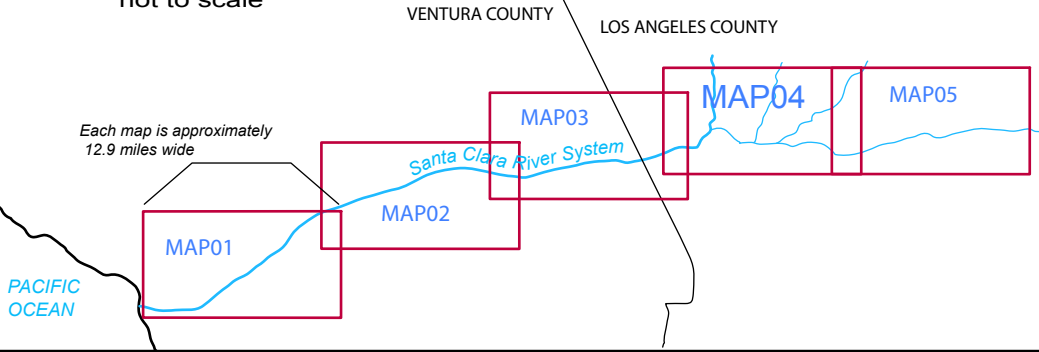 not to scale
VENTURA COUNTY
LOS ANGELES COUNTY
MAP04
MAP05
MAP03
Each map is approximately
12.9 miles wide
Santa Clara River System
MAP02
MAP01
PACIFIC
OCEAN